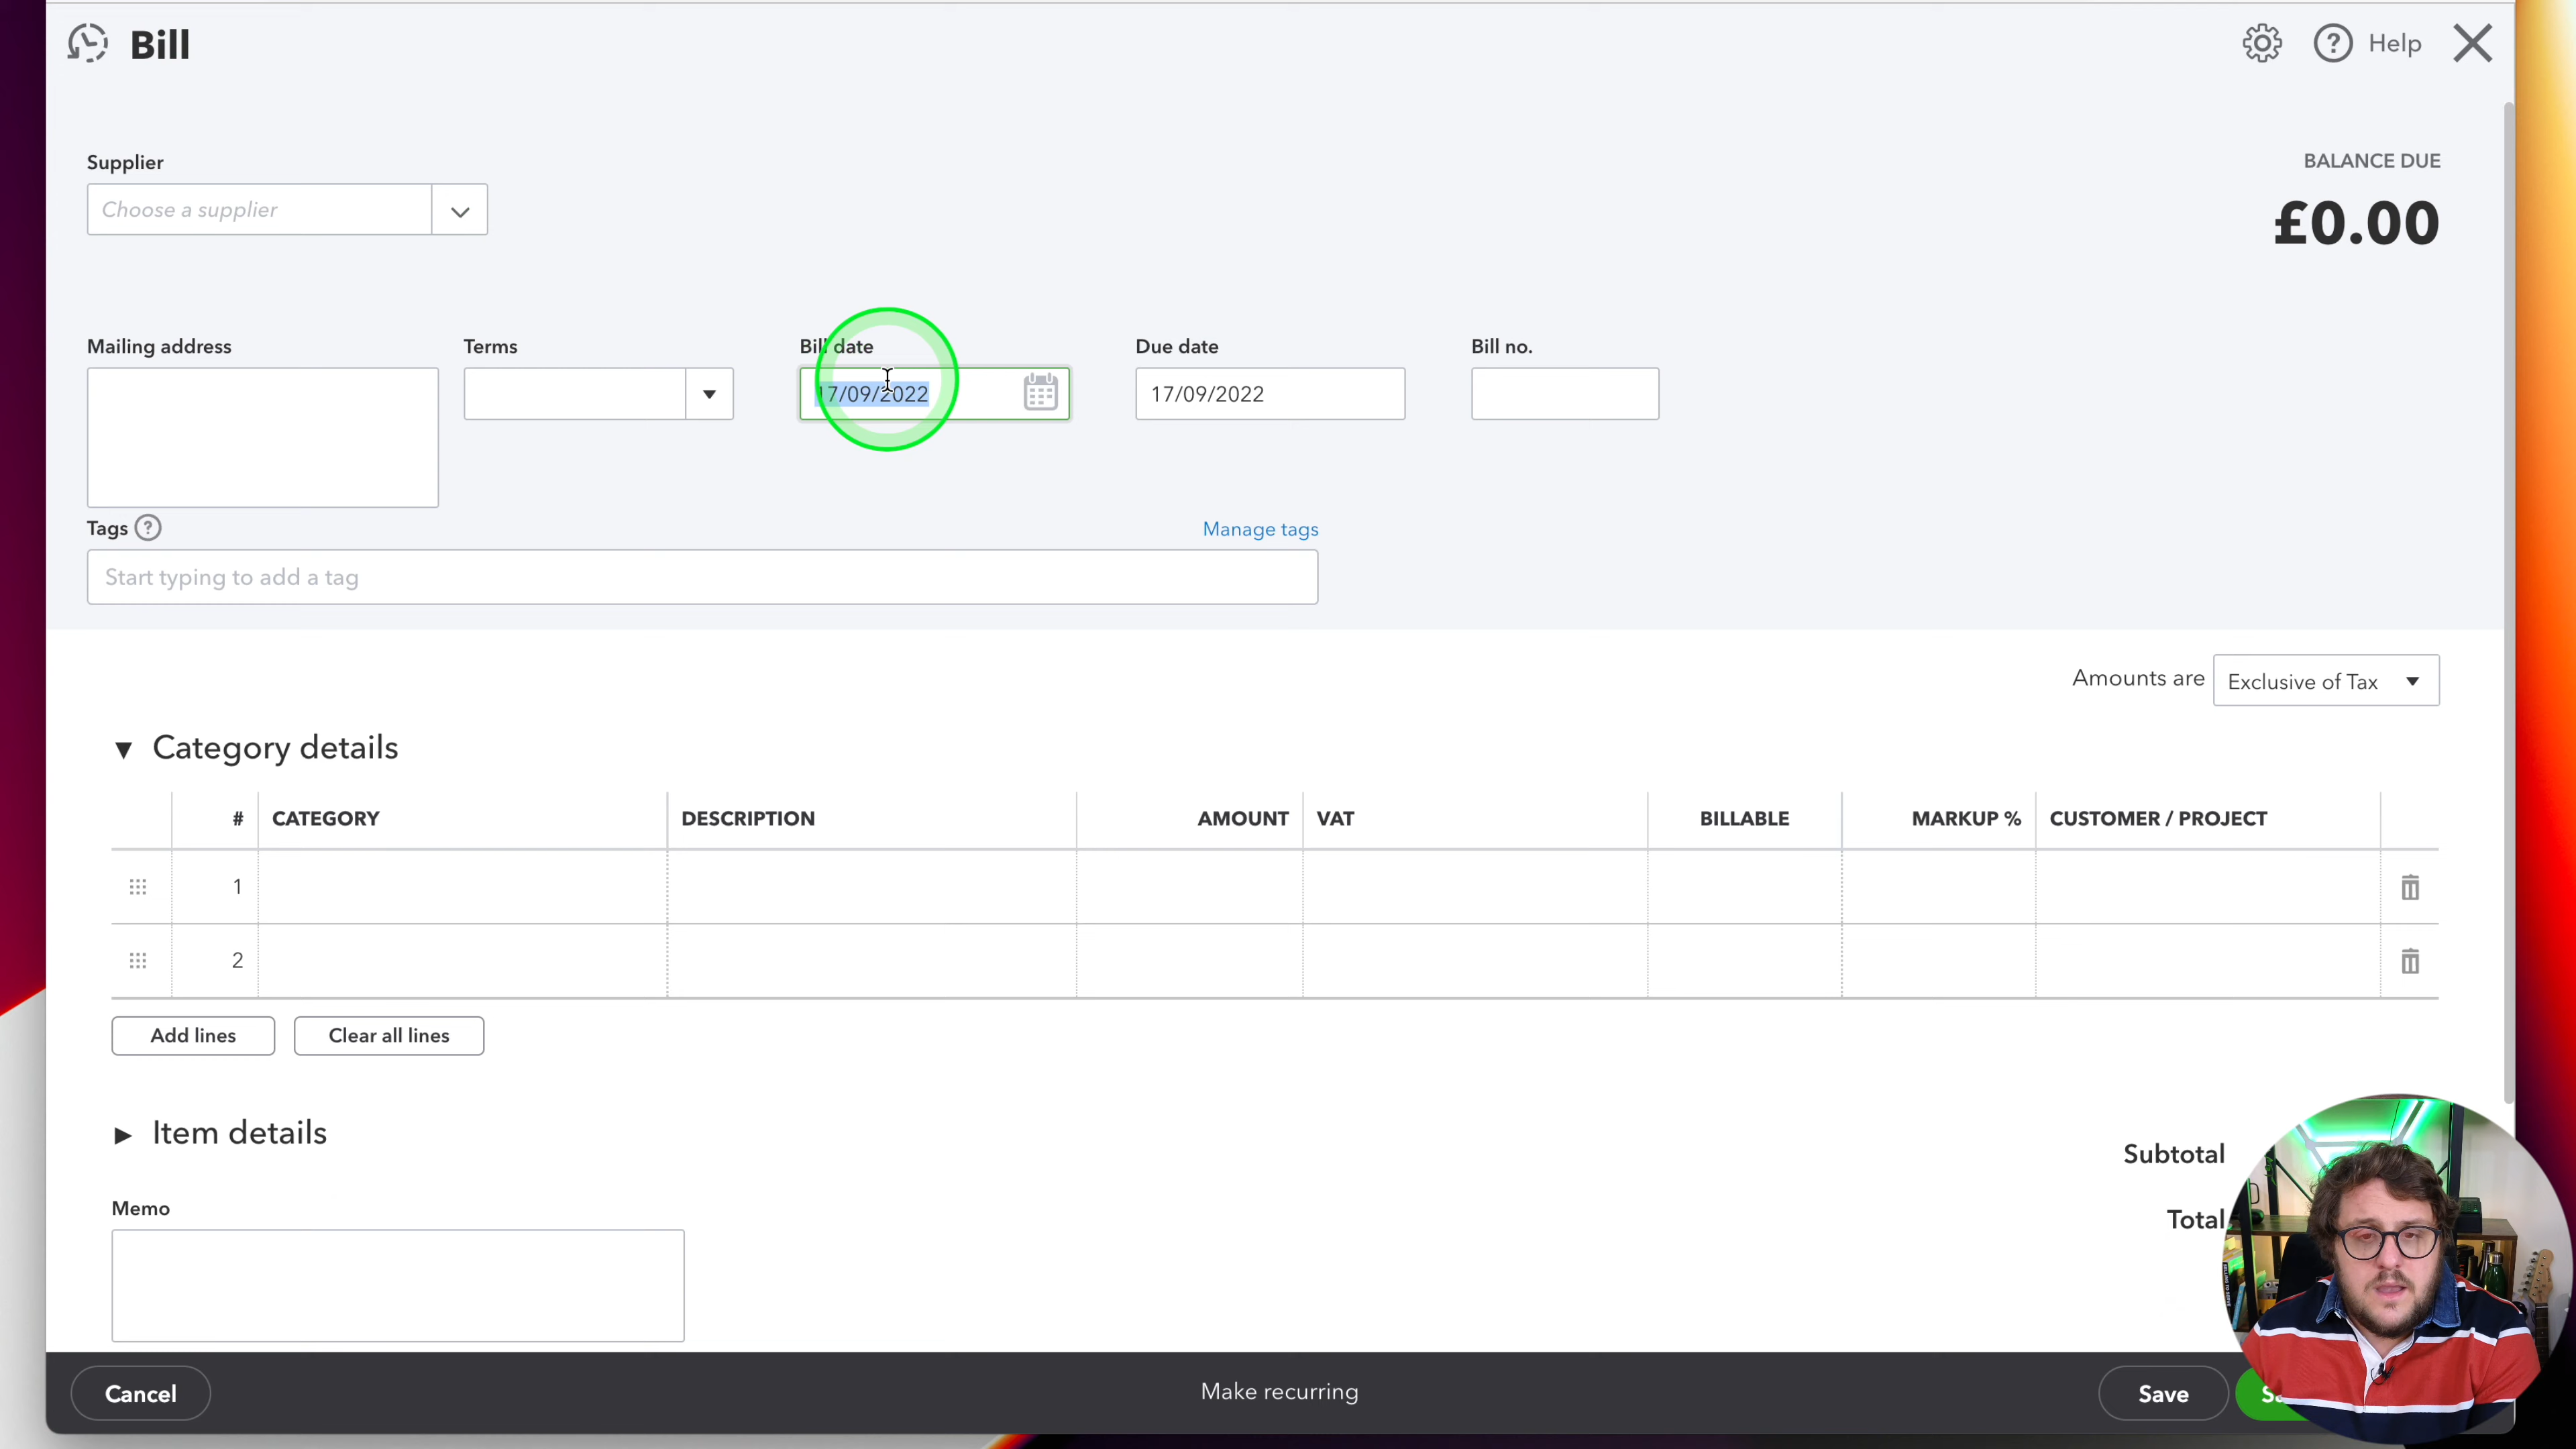 Bill
Help
Supplier
BALANCE DUE
Choose a supplier
£0.00
Mailing address
Terms
Bill date
Due date
Bill no.
17/09/2022
17/09/2022
Tags
Manage tags
Start typing to add a tag
Amounts are
Exclusive of Tax
Category details
# CATEGORY DESCRIPTION AMOUNT VAT BILLABLE MARKUP % CUSTOMER / PROJECT
1
2
Add lines
Clear all lines
Item details
Subtotal
Memo
Total
Cancel
Make recurring
Save